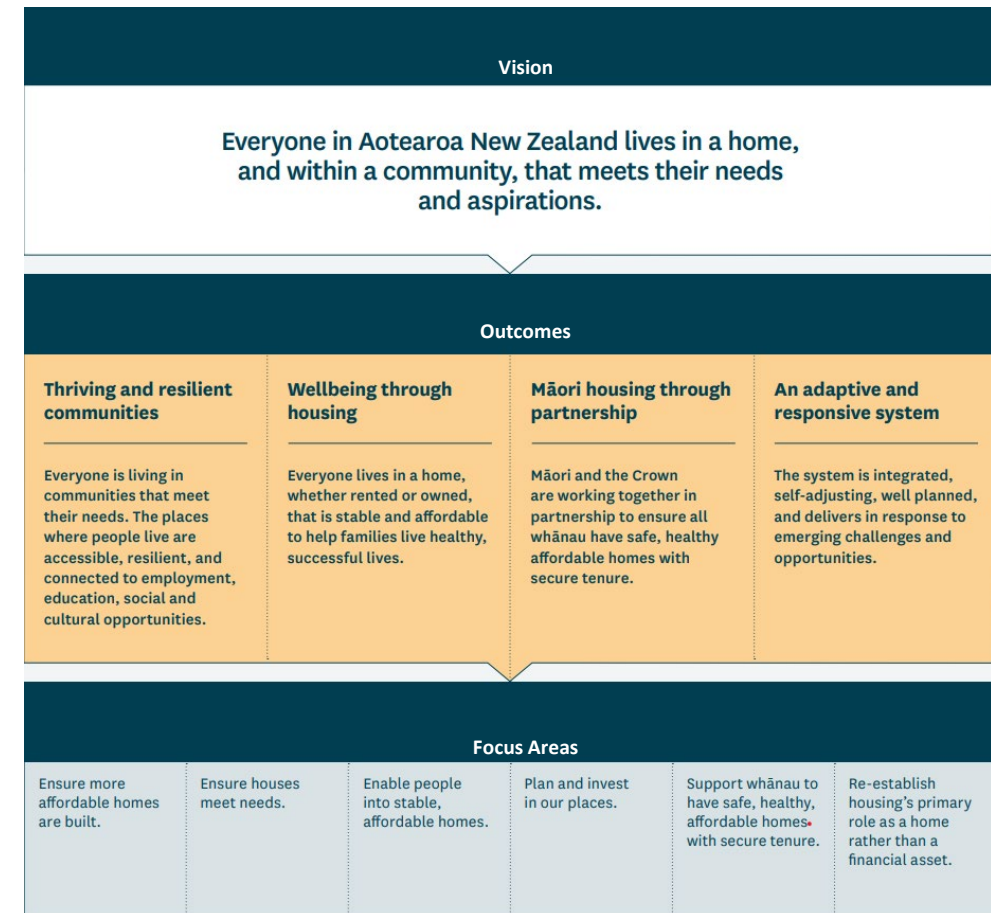 Vision
Everyone in Aotearoa New Zealand lives in a home,
and within a community, that meets their needs
and aspirations.
Outcomes
Thriving and resilient
communities
Everyone is living in
communities that meet
their needs. The places
where people live are
accessible, resilient, and
connected to employment,
education, social and
cultural opportunities.
Wellbeing through
housing
Everyone lives in a home,
whether rented or owned,
that is stable and affordable
to help families live healthy,
successful lives.
Māori housing through
partnership
Māori and the Crown
are working together in
partnership to ensure all
whānau have safe, healthy
affordable homes with
secure tenure.
An adaptive and
responsive system
The system is integrated,
self-adjusting, well planned,
and delivers in response to
emerging challenges and
opportunities.
Focus Areas
Ensure more
affordable homes
are built.
Ensure houses
meet needs.
Enable people
into stable,
affordable homes.
Plan and invest
in our places.
Support whānau to
have safe, healthy,
affordable homes
with secure tenure.
Re-establish
housing's primary
role as a home
rather than a
financial asset.